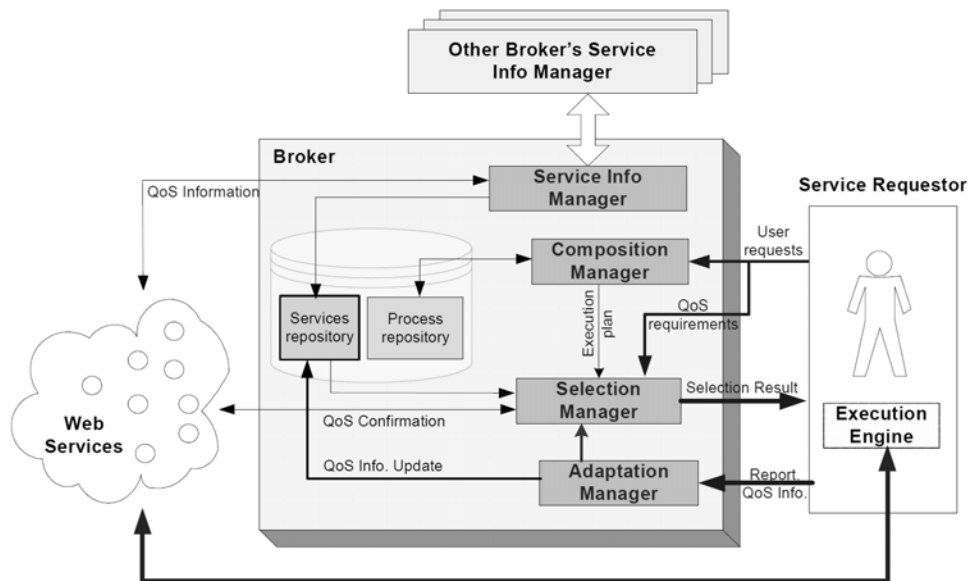 Other Broker's Service
Info Manager
Broker
QoS Information
Service Info
Manager
Service Requestor
User
requests
Composition
Manager
Services
repository
Process
repository
Execution
plan
QoS
requirements
Web
Services
Selection
Manager
Selection Result
QoS Confirmation
Execution
Engine
QoS Info. Update
Adaptation
Manager
Report,
QoS Info.